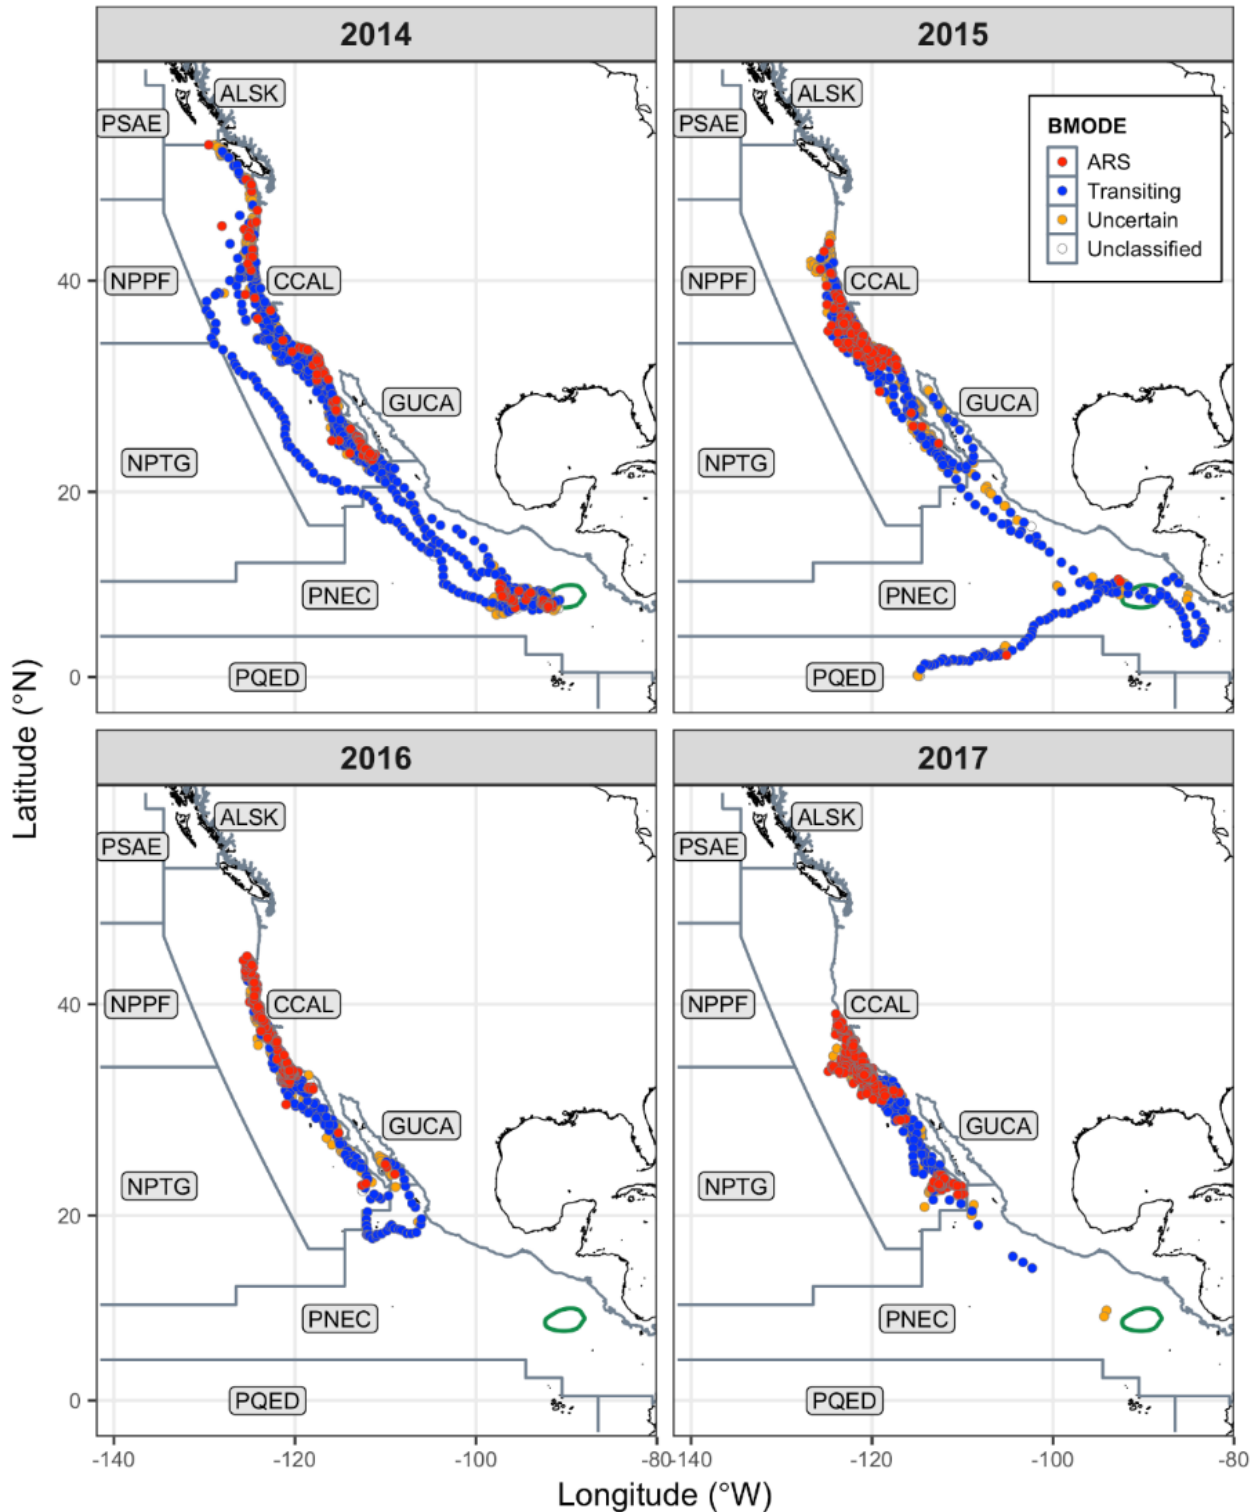 2014
2015
ALSK
PSAE
NPPF
CCAL
GUCA
NPTG
PNEC
PQED
ALSK
PSAE
NPPF
CCAL
GUCA
NPTG
PNEC
PQED
BMODE
ARS
Transiting
Uncertain
Unclassified
40
20
0
2016
2017
ALSK
PSAE
NPPF
CCAL
GUCA
NPTG
PNEC
PQED
ALSK
PSAE
NPPF
CCAL
GUCA
NPTG
PNEC
PQED
40
20
0
-140
-120
-100
-80
-140
-120
-100
-80
Latitude (°N)
Longitude (°W)